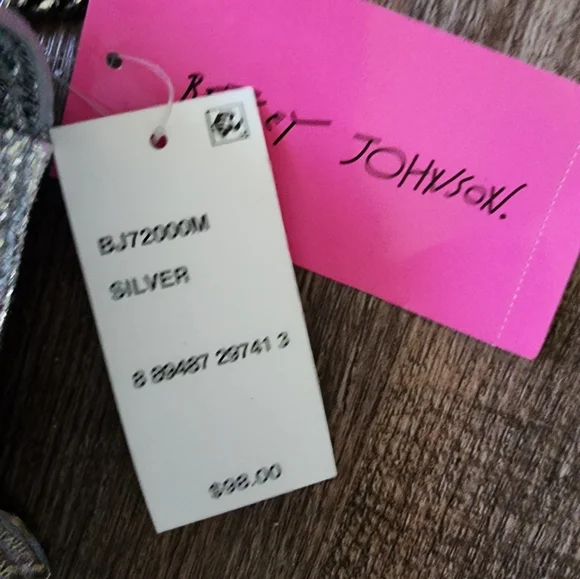 JOHNSON.
BJ72000M
SILVER
8 89487 29741 3
$98.00